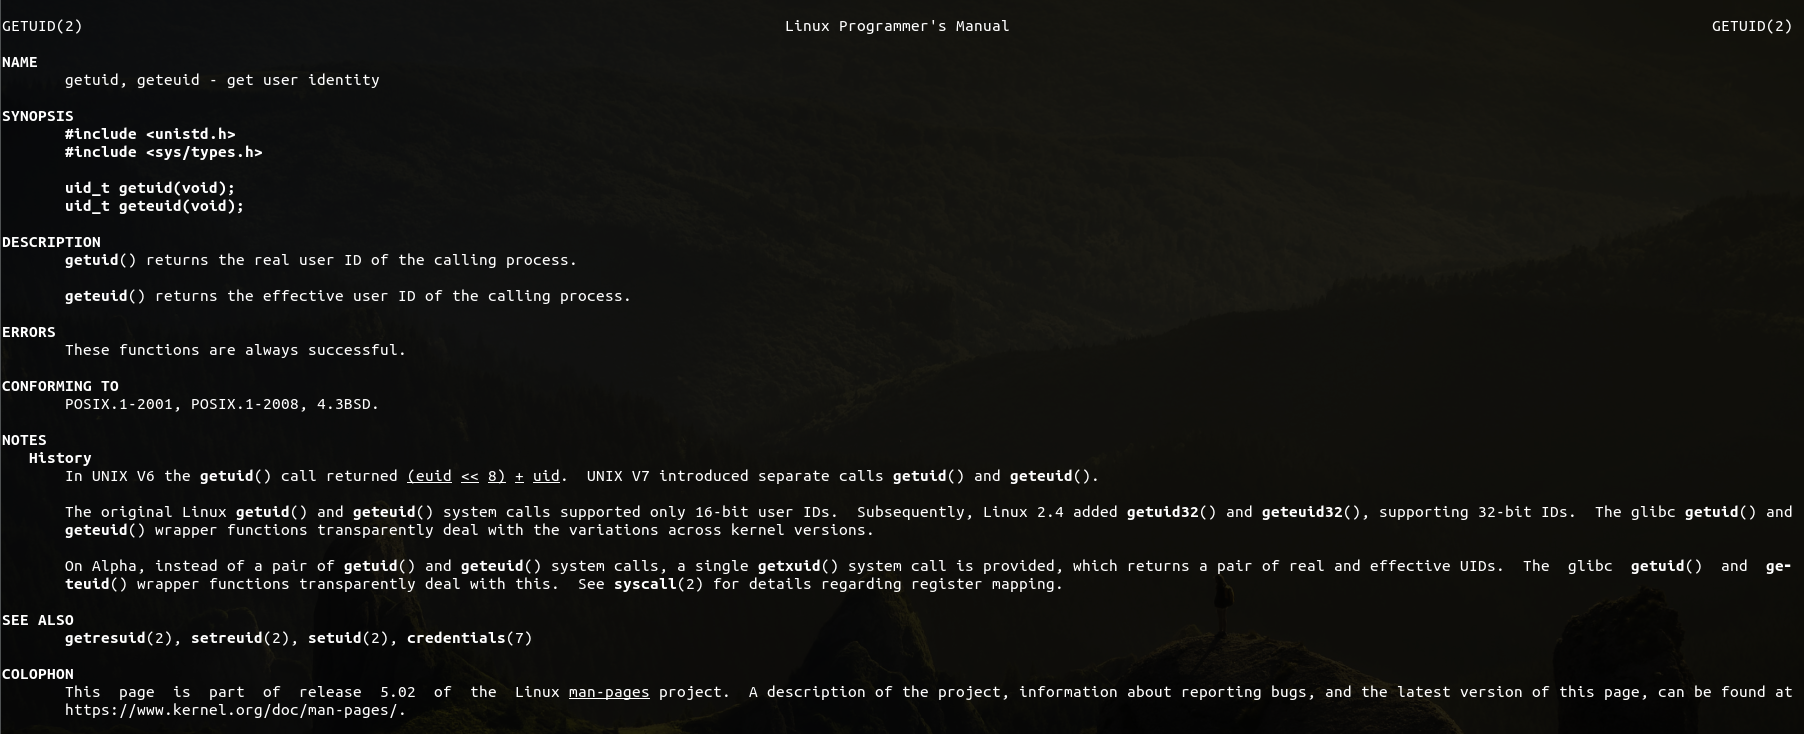 GETUID(2) Linux Programmer's Manual GETUID(2)
NAME
getuid, geteuid - get user identity
SYNOPSIS
#include <unistd.h>
#include <sys/types.h>
uid_t getuid(void);
uid_t geteuid(void);
DESCRIPTION
getuid() returns the real user ID of the calling process.
geteuid() returns the effective user ID of the calling process.
ERRORS
These functions are always successful.
CONFORMING TO
POSIX.1-2001, POSIX.1-2008, 4.3BSD.
NOTES
History
In UNIX V6 the getuid() call returned (euid << 8) + uid.  UNIX V7 introduced separate calls getuid() and geteuid().
The original Linux getuid() and geteuid() system calls supported only 16-bit user IDs.  Subsequently, Linux 2.4 added getuid32() and geteuid32(), supporting 32-bit IDs.  The glibc getuid() and
geteuid() wrapper functions transparently deal with the variations across kernel versions.
On Alpha, instead of a pair of getuid() and geteuid() system calls, a single getxuid() system call is provided, which returns a pair of real and effective UIDs.  The  glibc  getuid()  and  ge-
teuid() wrapper functions transparently deal with this.  See syscall(2) for details regarding register mapping.
SEE ALSO
getresuid(2), setreuid(2), setuid(2), credentials(7)
COLOPHON
This  page  is  part  of  release  5.02  of  the  Linux man-pages project.  A description of the project, information about reporting bugs, and the latest version of this page, can be found at
https://www.kernel.org/doc/man-pages/.